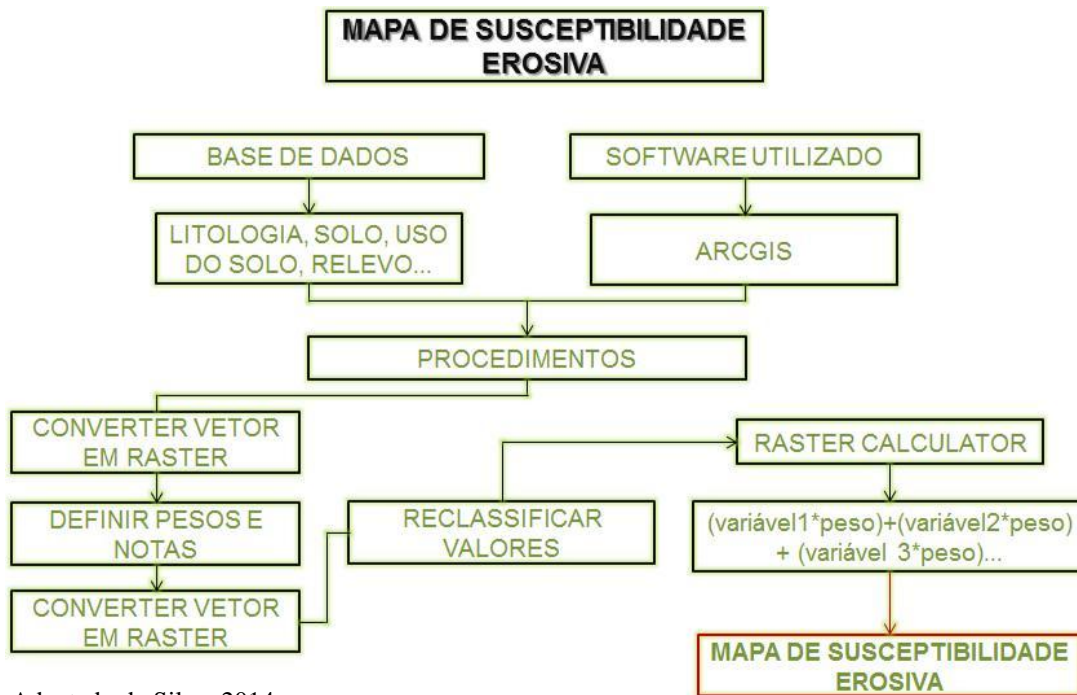 MAPA DE SUSCEPTIBILIDADE
EROSIVA
BASE DE DADOS
SOFTWARE UTILIZADO
LITOLOGIA, SOLO, USO
DO SOLO, RELEVO...
ARCGIS
PROCEDIMENTOS
CONVERTER VETOR
EM RASTER
DEFINIR PESOS E
NOTAS
CONVERTER VETOR
EM RASTER
RECLASSIFICAR
VALORES
RASTER CALCULATOR
(variável1*peso)+(variável2*peso)
+ (variável 3*peso)...
MAPA DE SUSCEPTIBILIDADE
EROSIVA